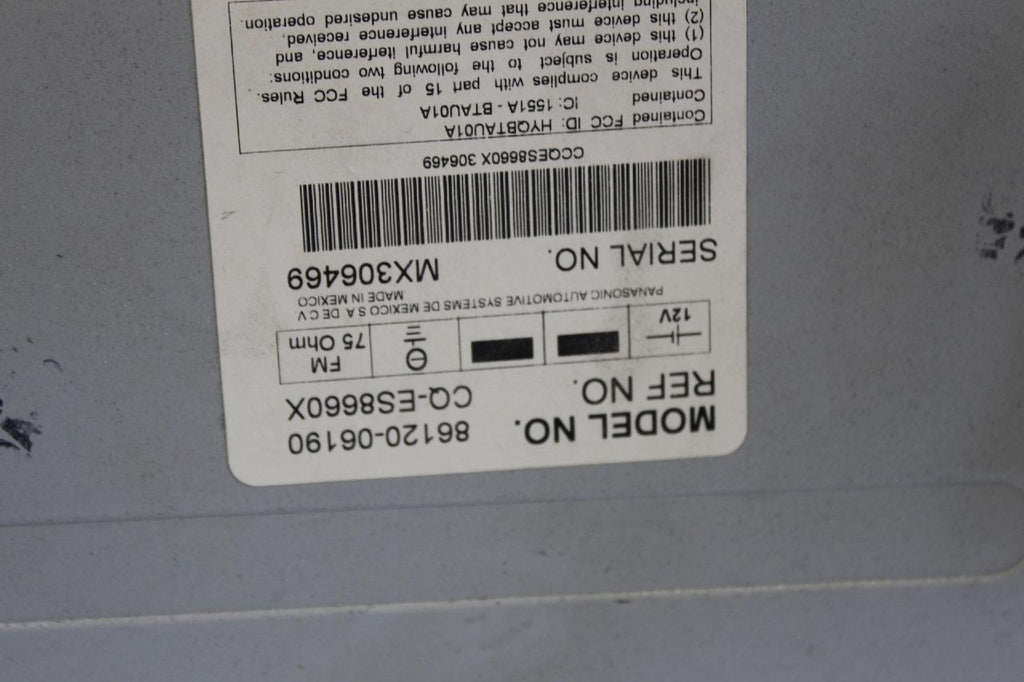 MODEL NO. 86120-06190
REF NO. CQ-ES8660X
12V
FM
75 Ohm
PANASONIC AUTOMOTIVE SYSTEMS DE MEXICO S A DE C V
MADE IN MEXICO
SERIAL NO. MX306469
CCQES8660X 306469
Contained FCC ID: HYQBTAU01A
Contained IC: 1551A - BTAU01A
This device complies with part 15 of the FCC Rules.
Operation is subject to the following two conditions:
(1) this device may not cause harmful iterference, and
(2) this device must accept any interference received,
including interference that may cause undesired operation.